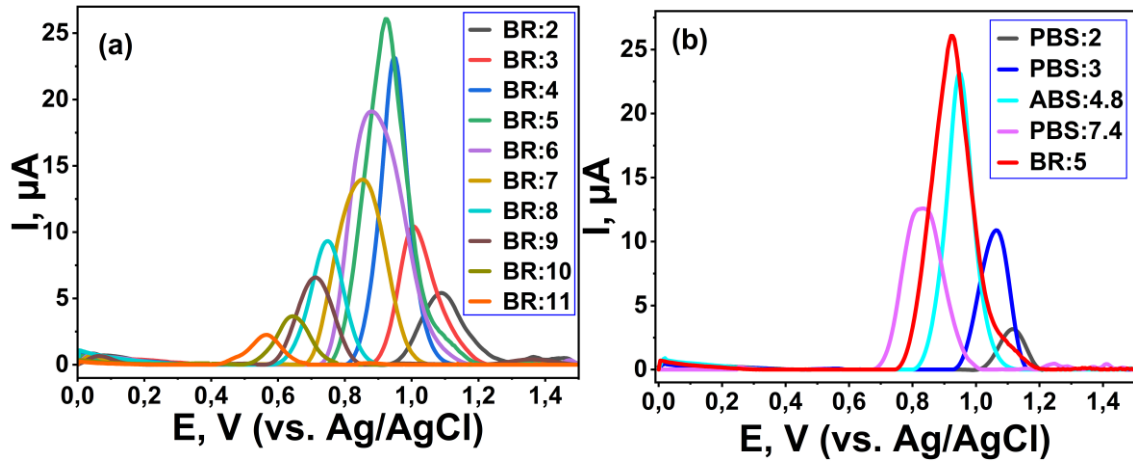 (a)
BR:2
BR:3
BR:4
BR:5
BR:6
BR:7
BR:8
BR:9
BR:10
BR:11
I, µA
25
20
15
10
5
0
0,0 0,2 0,4 0,6 0,8 1,0 1,2 1,4
E, V (vs. Ag/AgCl)
(b)
PBS:2
PBS:3
ABS:4.8
PBS:7.4
BR:5
I, µA
25
20
15
10
5
0
0,0 0,2 0,4 0,6 0,8 1,0 1,2 1,4
E, V (vs. Ag/AgCl)